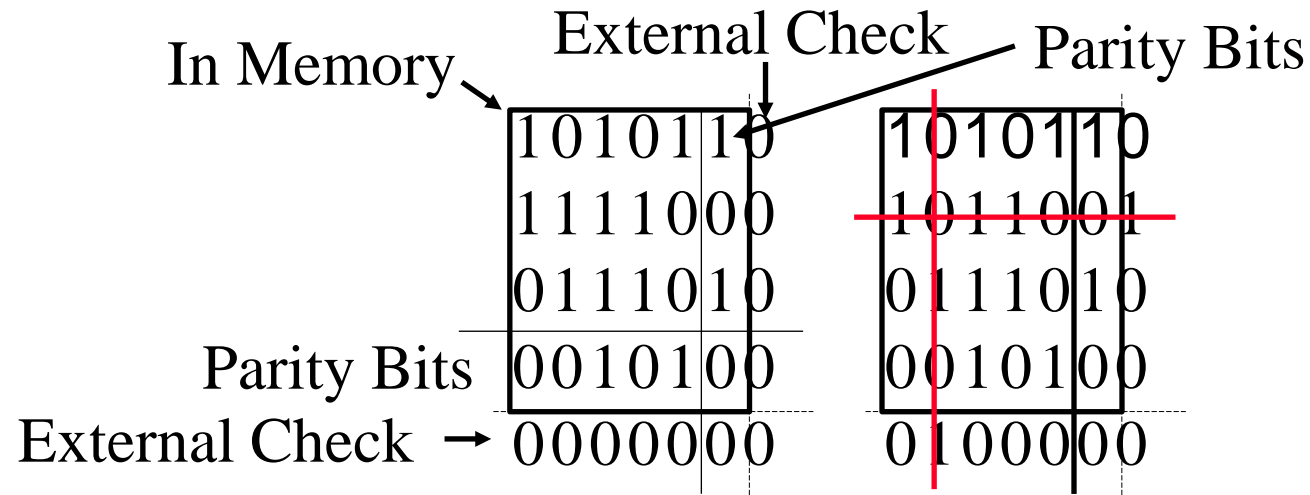 External Check
Parity Bits
In Memory
1010110
1111000
0111010
Parity Bits 0010100
External Check 0000000
1010110
1011001
0111010
0010100
0100000